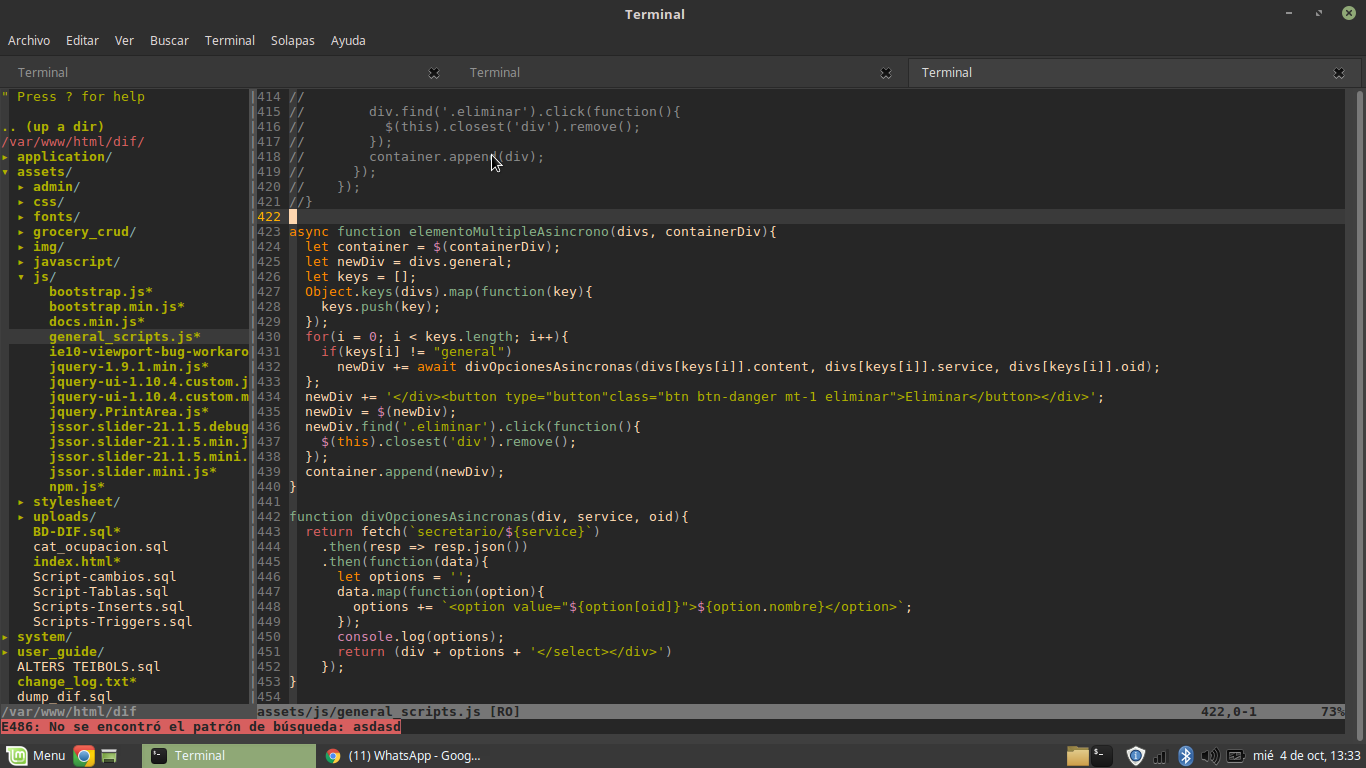 Terminal
Archivo Editar Ver Buscar Terminal Solapas Ayuda
Terminal Terminal Terminal
" Press ? for help
.. (up a dir)
/var/www/html/dif/
▸ application/
▾ assets/
▸ admin/
▸ css/
▸ fonts/
▸ grocery_crud/
▸ img/
▸ javascript/
▾ js/
bootstrap.js*
bootstrap.min.js*
docs.min.js*
general_scripts.js*
ie10-viewport-bug-workaro
jquery-1.9.1.min.js*
jquery-ui-1.10.4.custom.j
jquery-ui-1.10.4.custom.m
jquery.PrintArea.js*
jssor.slider-21.1.5.debug
jssor.slider-21.1.5.min.j
jssor.slider-21.1.5.mini.
jssor.slider.mini.js*
npm.js*
▸ stylesheet/
▸ uploads/
BD-DIF.sql*
cat_ocupacion.sql
index.html*
Script-cambios.sql
Script-Tablas.sql
Scripts-Inserts.sql
Scripts-Triggers.sql
▸ system/
▸ user_guide/
ALTERS TEIBOLS.sql
change_log.txt*
dump_dif.sql
/var/www/html/dif
414 //
415 //        div.find('.eliminar').click(function(){
416 //          $(this).closest('div').remove();
417 //        });
418 //        container.append(div);
419 //      });
420 //    });
421 //}
422
423 async function elementoMultipleAsincrono(divs, containerDiv){
424   let container = $(containerDiv);
425   let newDiv = divs.general;
426   let keys = [];
427   Object.keys(divs).map(function(key){
428     keys.push(key);
429   });
430   for(i = 0; i < keys.length; i++){
431     if(keys[i] != "general")
432       newDiv += await divOpcionesAsincronas(divs[keys[i]].content, divs[keys[i]].service, divs[keys[i]].oid);
433   };
434   newDiv += '</div><button type="button"class="btn btn-danger mt-1 eliminar">Eliminar</button></div>';
435   newDiv = $(newDiv);
436   newDiv.find('.eliminar').click(function(){
437     $(this).closest('div').remove();
438   });
439   container.append(newDiv);
440 }
441
442 function divOpcionesAsincronas(div, service, oid){
443   return fetch(`secretario/${service}`)
444     .then(resp => resp.json())
445     .then(function(data){
446       let options = '';
447       data.map(function(option){
448         options += `<option value="${option[oid]}">${option.nombre}</option>`;
449       });
450       console.log(options);
451       return (div + options + '</select></div>')
452     });
453 }
454
assets/js/general_scripts.js [RO] 422,0-1 73%
E486: No se encontró el patrón de búsqueda: asdasd
Menu Terminal (11) WhatsApp - Goog... mié 4 de oct, 13:33